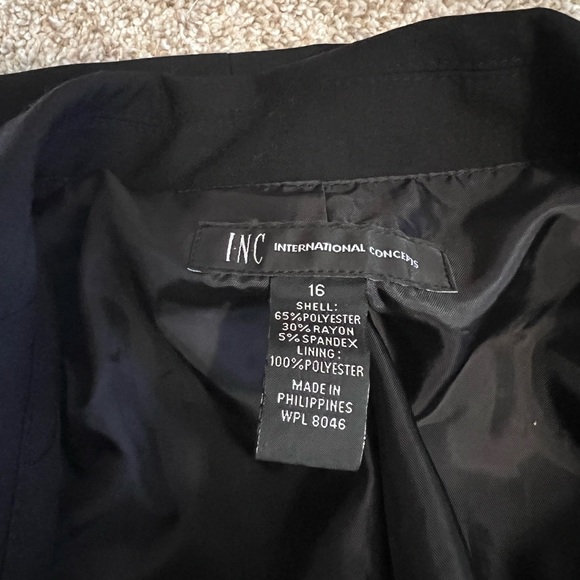 I·N·C INTERNATIONAL CONCEPTS
16
SHELL:
65%POLYESTER
30%RAYON
5%SPANDEX
LINING:
100%POLYESTER
MADE IN
PHILIPPINES
WPL 8046